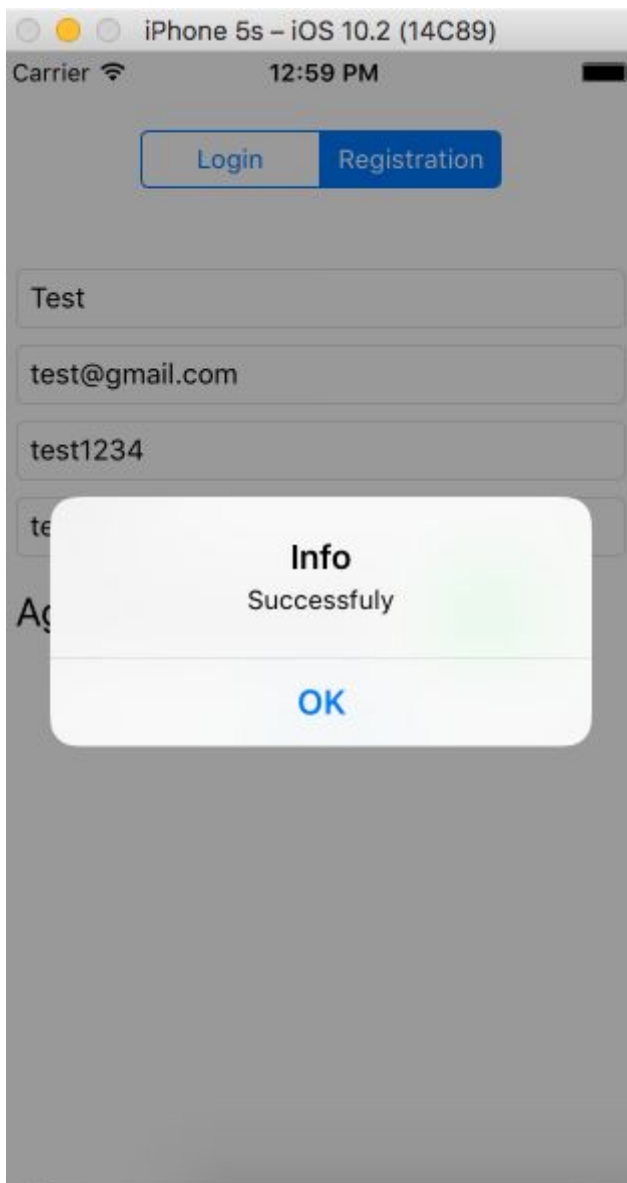 iPhone 5s – iOS 10.2 (14C89)
Carrier 12:59 PM
Login Registration
Test
test@gmail.com
test1234
Info
Successfuly
OK